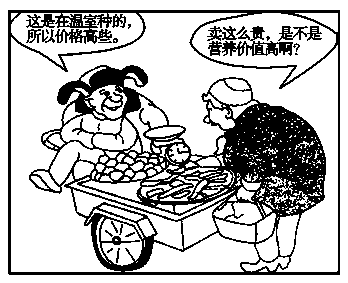 这是在温室种的，
所以价格高些。
卖这么贵，是不是
营养价值高啊？